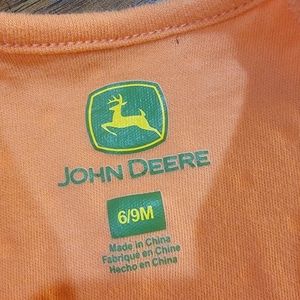 JOHN DEERE
6/9M
Made in China
Fabriqué en Chine
Hecho en China